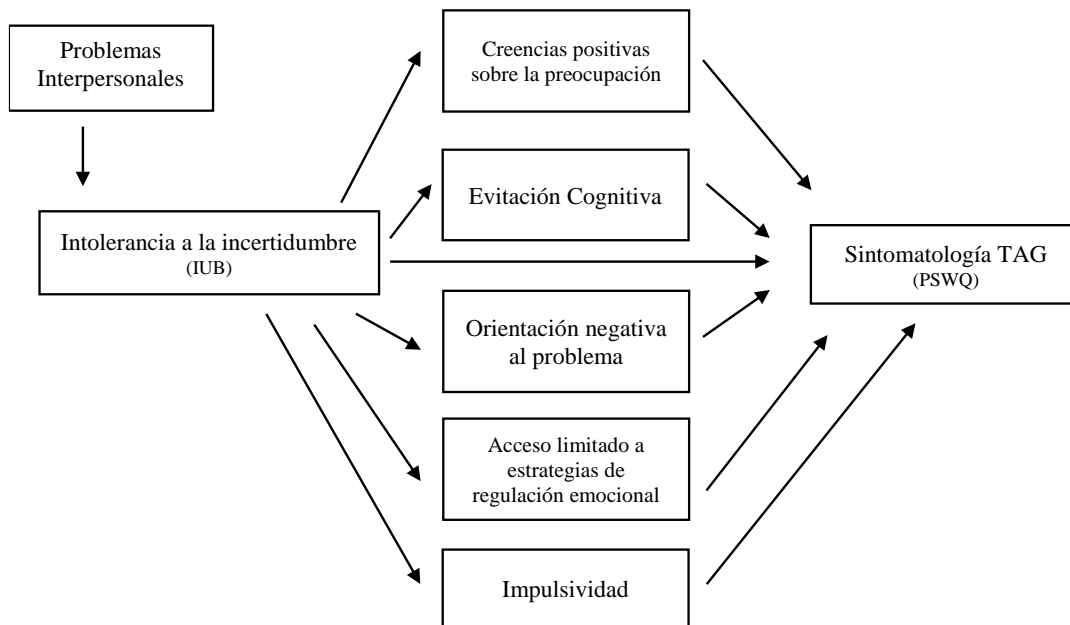 Problemas
Interpersonales
Creencias positivas
sobre la preocupación
Evitación Cognitiva
Intolerancia a la incertidumbre
(IUB)
Sintomatología TAG
(PSWQ)
Orientación negativa
al problema
Acceso limitado a
estrategias de
regulación emocional
Impulsividad